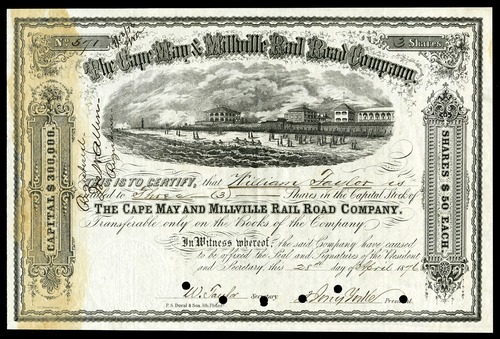 No. 591
3 Shares
The Cape May & Millville Rail Road Company
CAPITAL $300,000.
SHARES $50 EACH.
THIS IS TO CERTIFY, that William Taylor is
entitled to Three (3) Shares in the Capital Stock of
THE CAPE MAY AND MILLVILLE RAIL ROAD COMPANY.
Transferable only on the Books of the Company
In Witness whereof, the said Company have caused
to be affixed the Seal and Signatures of the President
and Secretary, this 25th day of April 1876
W. Taylor Secretary President
P. S. Duval & Son, lith. Philad.